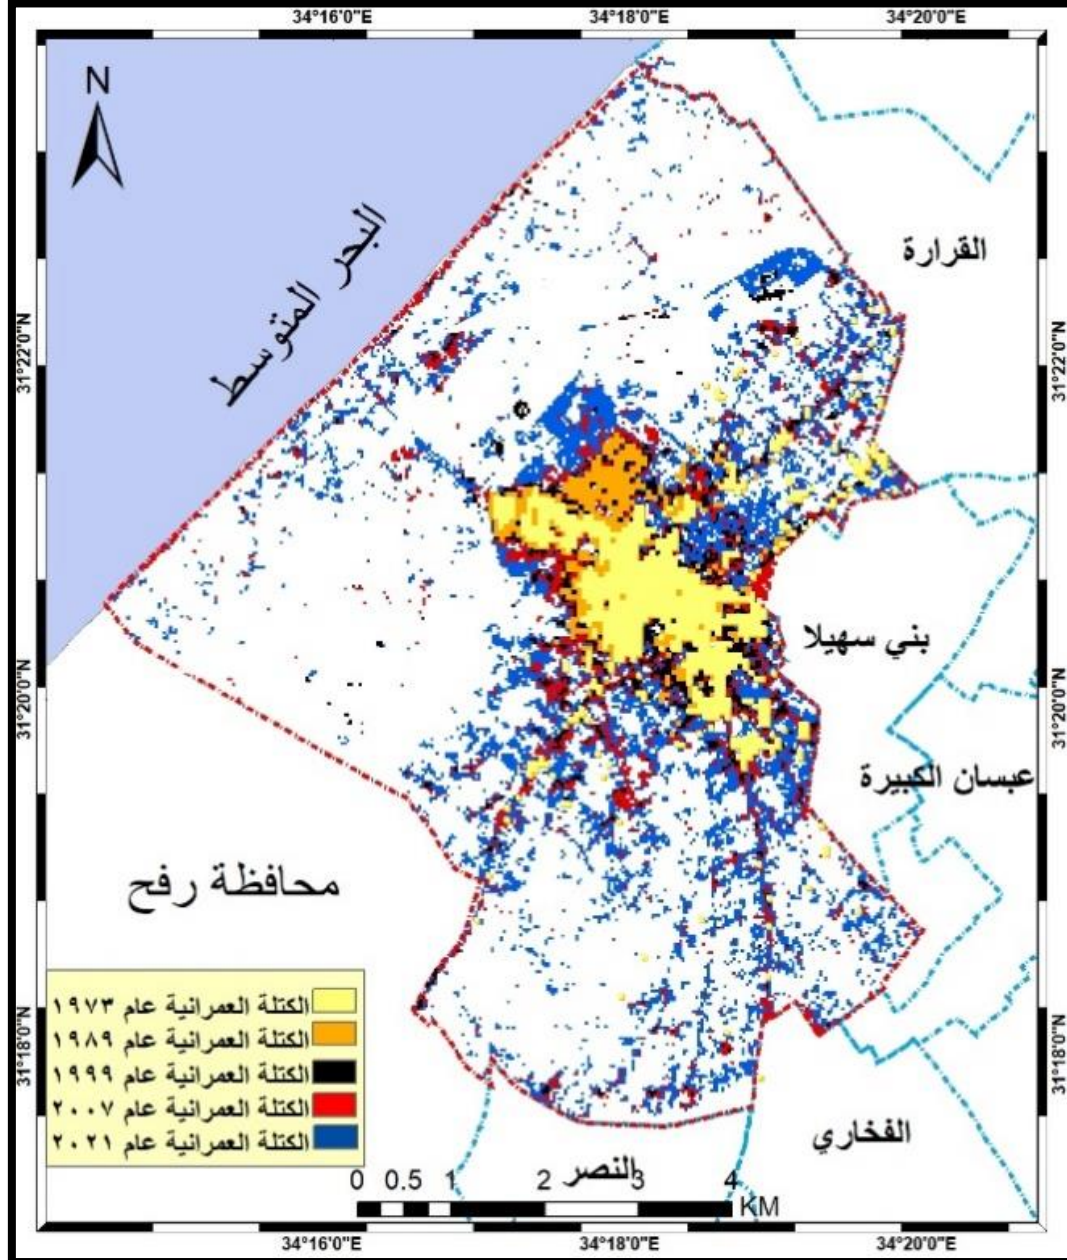 34°16'0"E 34°18'0"E 34°20'0"E
N
القرارة
البحر المتوسط
31°22'0"N
31°22'0"N
بني سهيلا
31°20'0"N
31°20'0"N
عبسان الكبيرة
محافظة رفح
الكتلة العمرانية عام ١٩٧٣
الكتلة العمرانية عام ١٩٨٩
الكتلة العمرانية عام ١٩٩٩
الكتلة العمرانية عام ٢٠٠٧
الكتلة العمرانية عام ٢٠٢١
31°18'0"N
31°18'0"N
الفخاري
النصر
0 0.5 1 2 3 4
KM
34°16'0"E 34°18'0"E 34°20'0"E